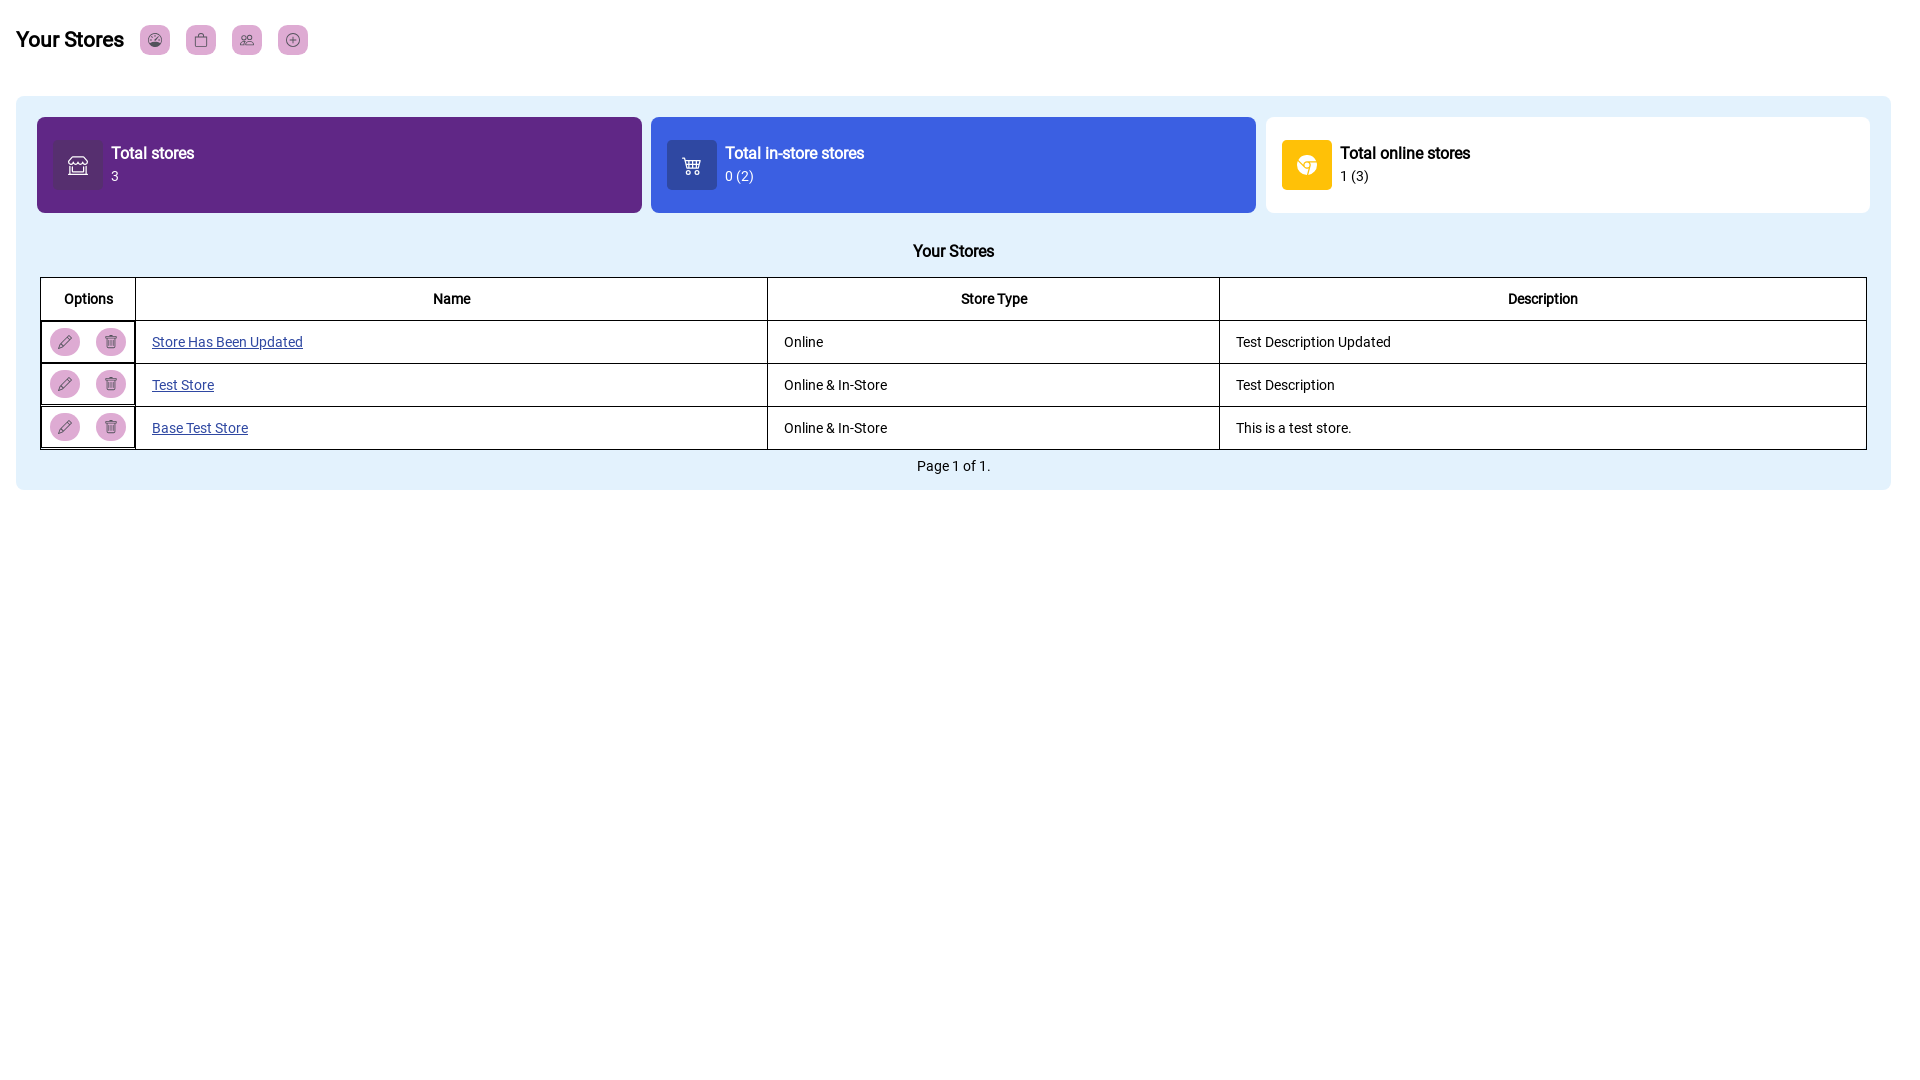 Your Stores
Total stores
3
Total in-store stores
0 (2)
Total online stores
1 (3)
Your Stores
Options Name Store Type Description
Store Has Been Updated Online Test Description Updated
Test Store Online & In-Store Test Description
Base Test Store Online & In-Store This is a test store.
Page 1 of 1.